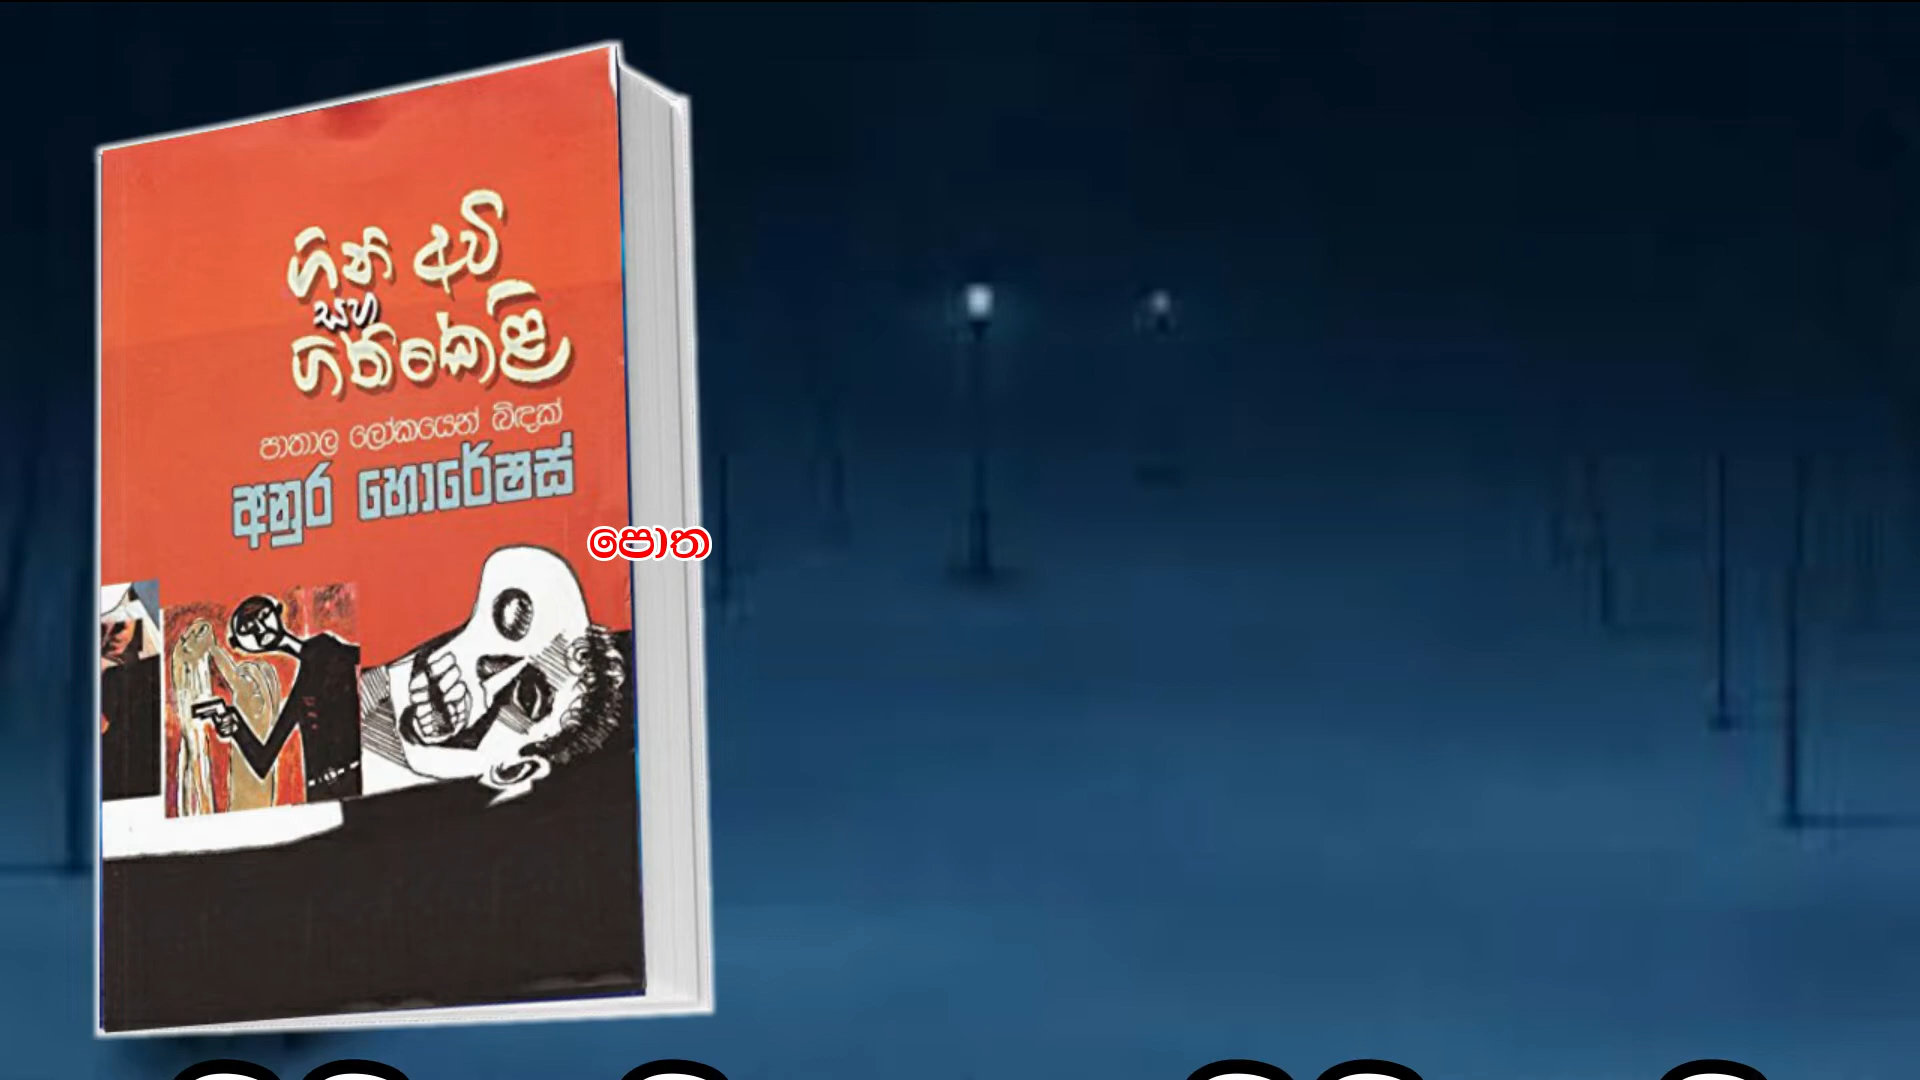 ගිනි අවි
සහ
ගිනිකෙළි
පාතාල ලෝකයෙන් බිඳක්
අනුර හොරේෂස්
පොත